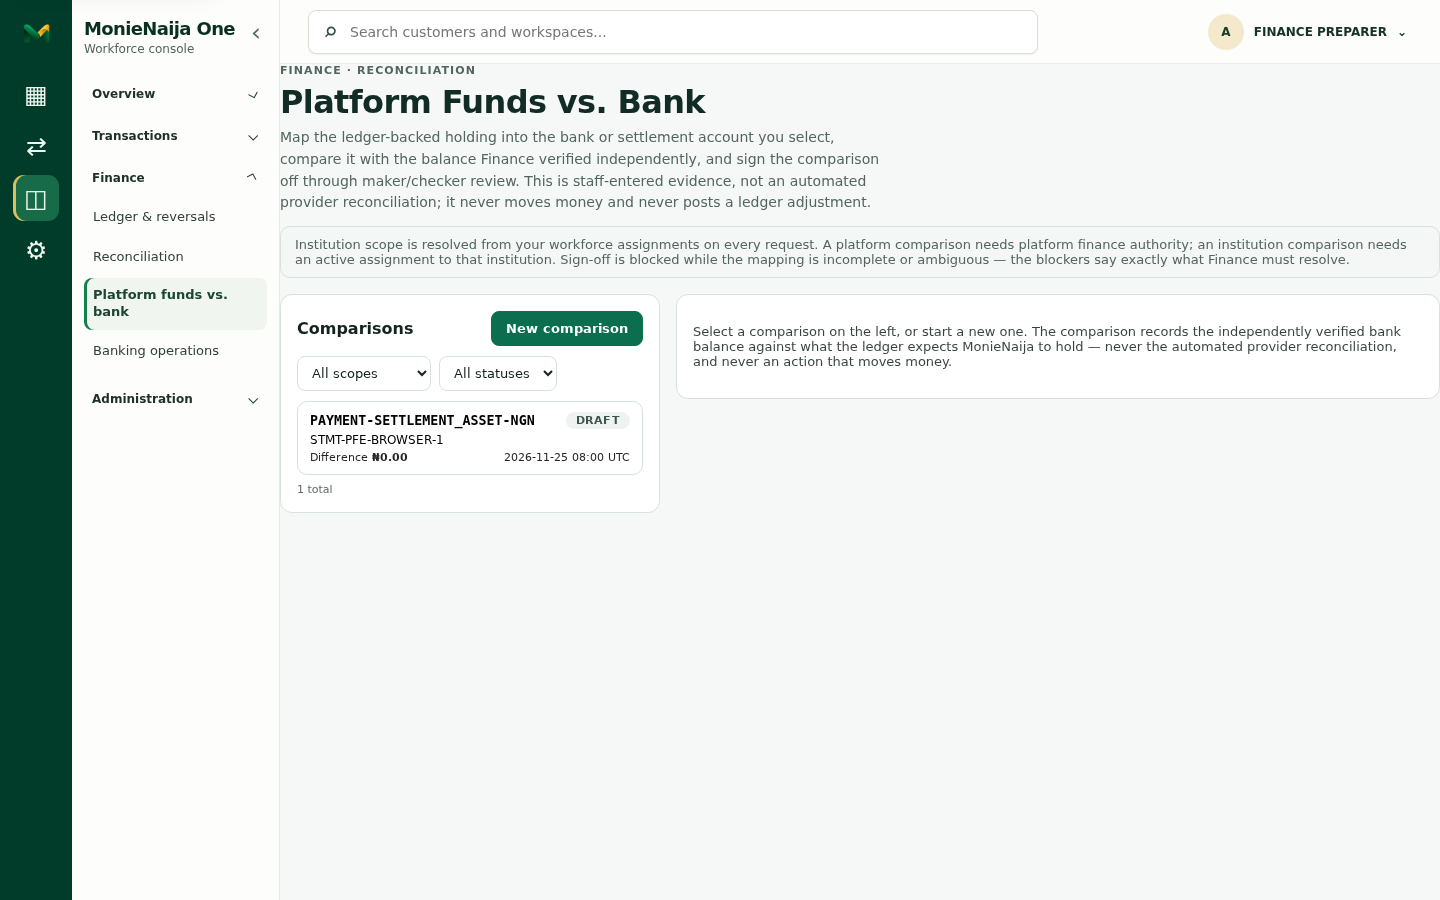 MonieNaija One
Workforce console
Overview
Transactions
Finance
Ledger & reversals
Reconciliation
Platform funds vs.
bank
Banking operations
Administration
Search customers and workspaces...
A
FINANCE PREPARER
FINANCE · RECONCILIATION
Platform Funds vs. Bank
Map the ledger-backed holding into the bank or settlement account you select,
compare it with the balance Finance verified independently, and sign the comparison
off through maker/checker review. This is staff-entered evidence, not an automated
provider reconciliation; it never moves money and never posts a ledger adjustment.
Institution scope is resolved from your workforce assignments on every request. A platform comparison needs platform finance authority; an institution comparison needs
an active assignment to that institution. Sign-off is blocked while the mapping is incomplete or ambiguous — the blockers say exactly what Finance must resolve.
Comparisons
New comparison
All scopes
All statuses
PAYMENT-SETTLEMENT_ASSET-NGN
DRAFT
STMT-PFE-BROWSER-1
Difference ₦0.00
2026-11-25 08:00 UTC
1 total
Select a comparison on the left, or start a new one. The comparison records the independently verified bank
balance against what the ledger expects MonieNaija to hold — never the automated provider reconciliation,
and never an action that moves money.